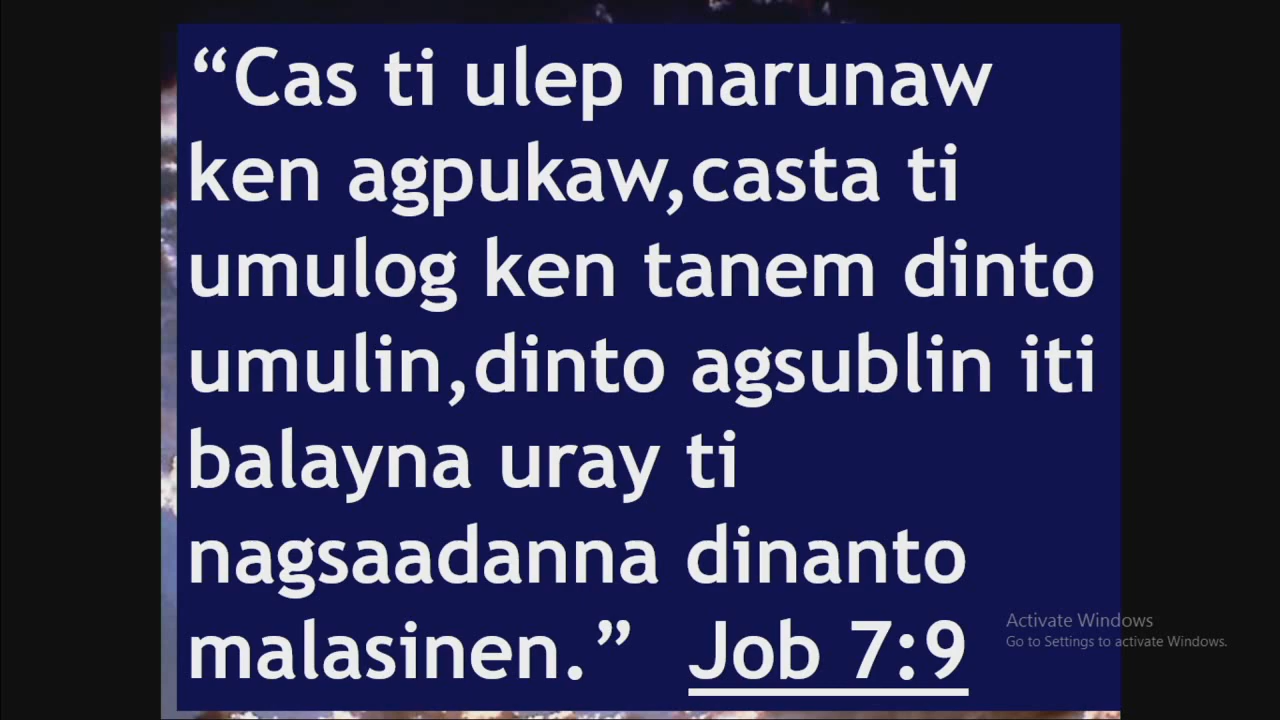 “Cas ti ulep marunaw
ken agpukaw,casta ti
umulog ken tanem dinto
umulin,dinto agsublin iti
balayna uray ti
nagsaadanna dinanto
malasinen.” Job 7:9
Activate Windows
Go to Settings to activate Windows.